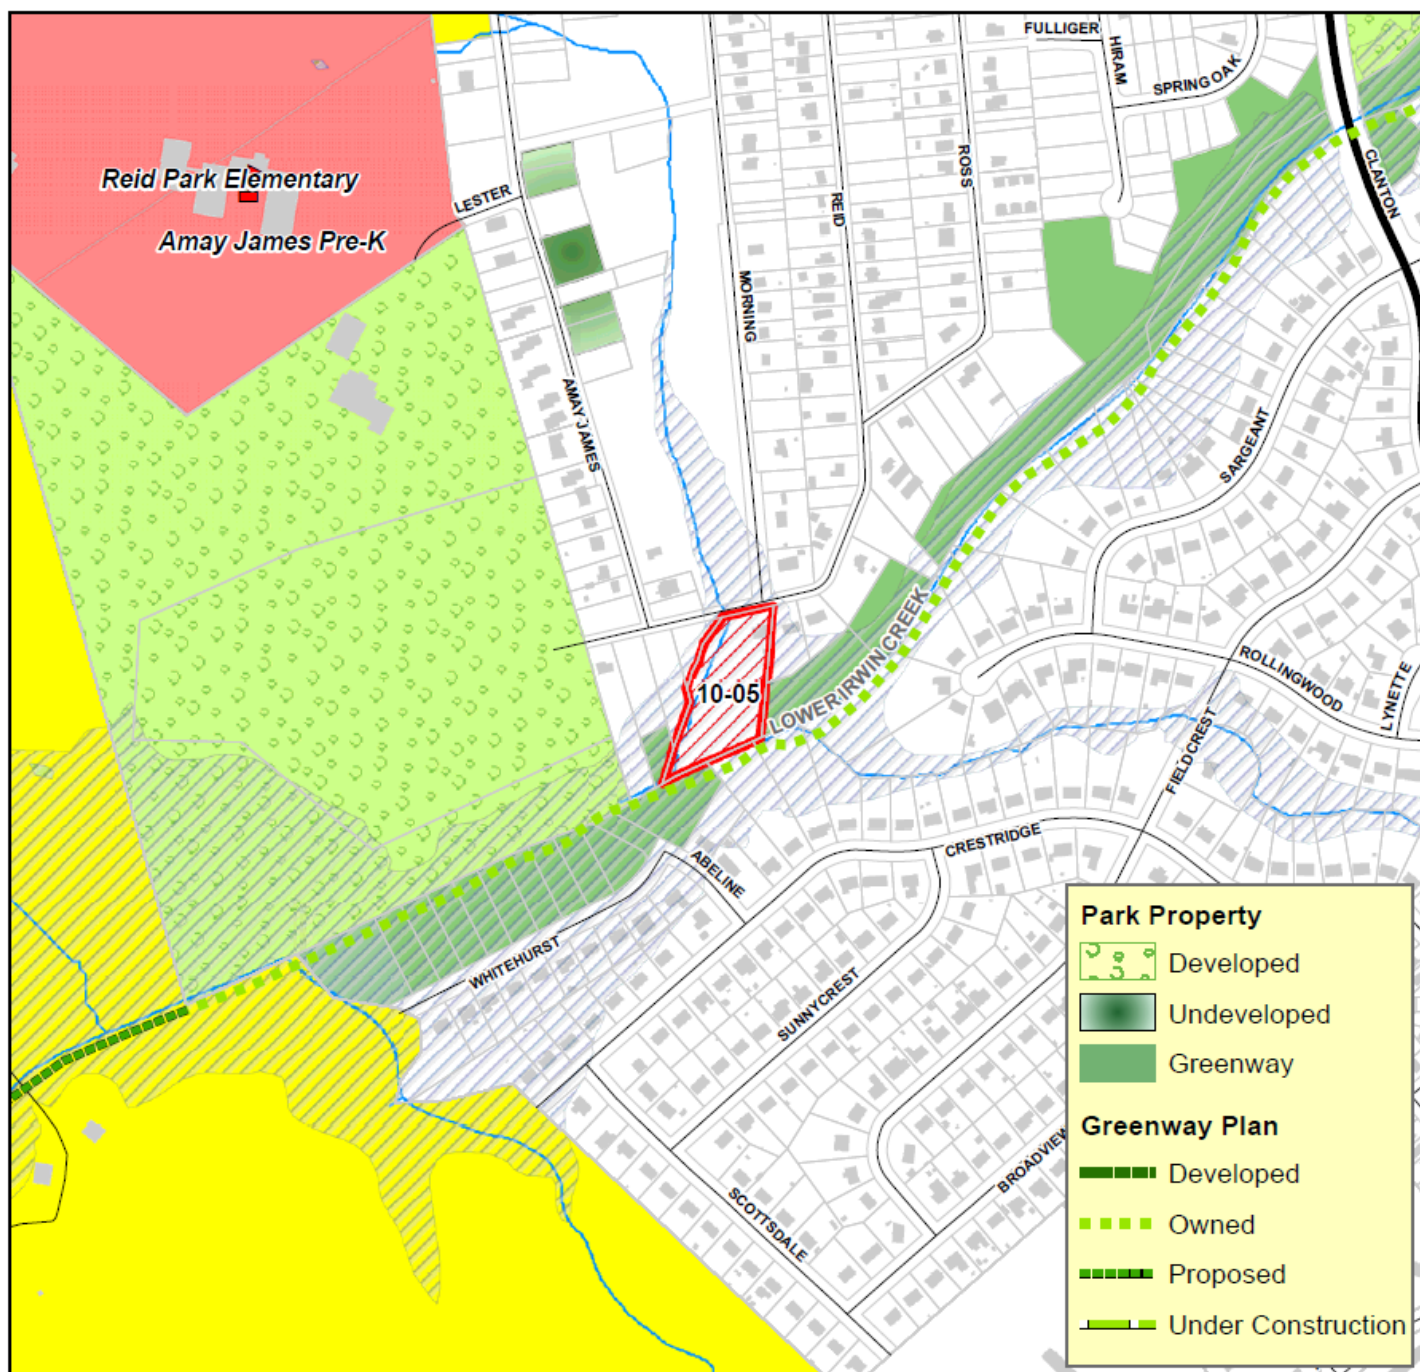 FULLIGER
HIRAM
SPRING OAK
CLANTON
Reid Park Elementary
LESTER
ROSS
REID
Amay James Pre-K
MORNING
AMAY JAMES
SARGEANT
LOWER IRWIN CREEK
10-05
ROLLINGWOOD
LYNETTE
FIELDCREST
CRESTRIDGE
ABELINE
WHITEHURST
SUNNYCREST
BROADVIEW
SCOTTSDALE
Park Property
Developed
Undeveloped
Greenway
Greenway Plan
Developed
Owned
Proposed
Under Construction